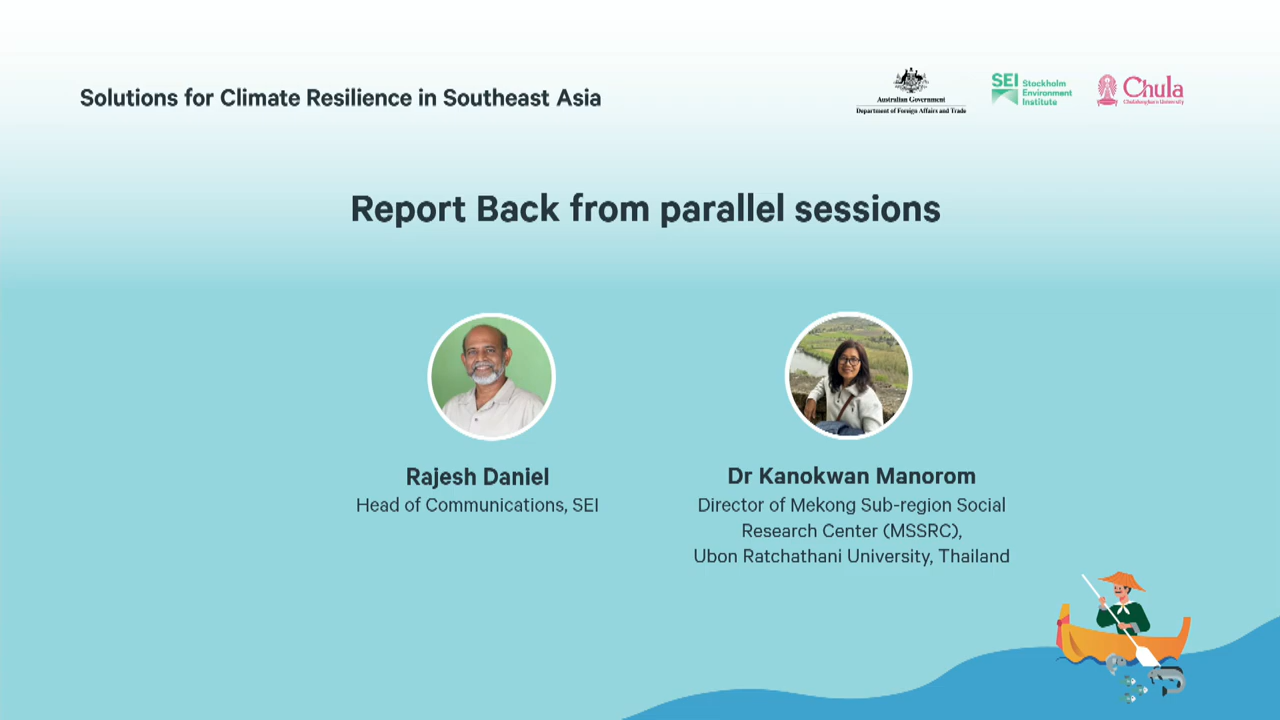 Solutions for Climate Resilience in Southeast Asia
Australian Government
Department of Foreign Affairs and Trade
SEI Stockholm
Environment
Institute
Chula
Chulalongkorn University
Report Back from parallel sessions
Rajesh Daniel
Head of Communications, SEI
Dr Kanokwan Manorom
Director of Mekong Sub-region Social
Research Center (MSSRC),
Ubon Ratchathani University, Thailand